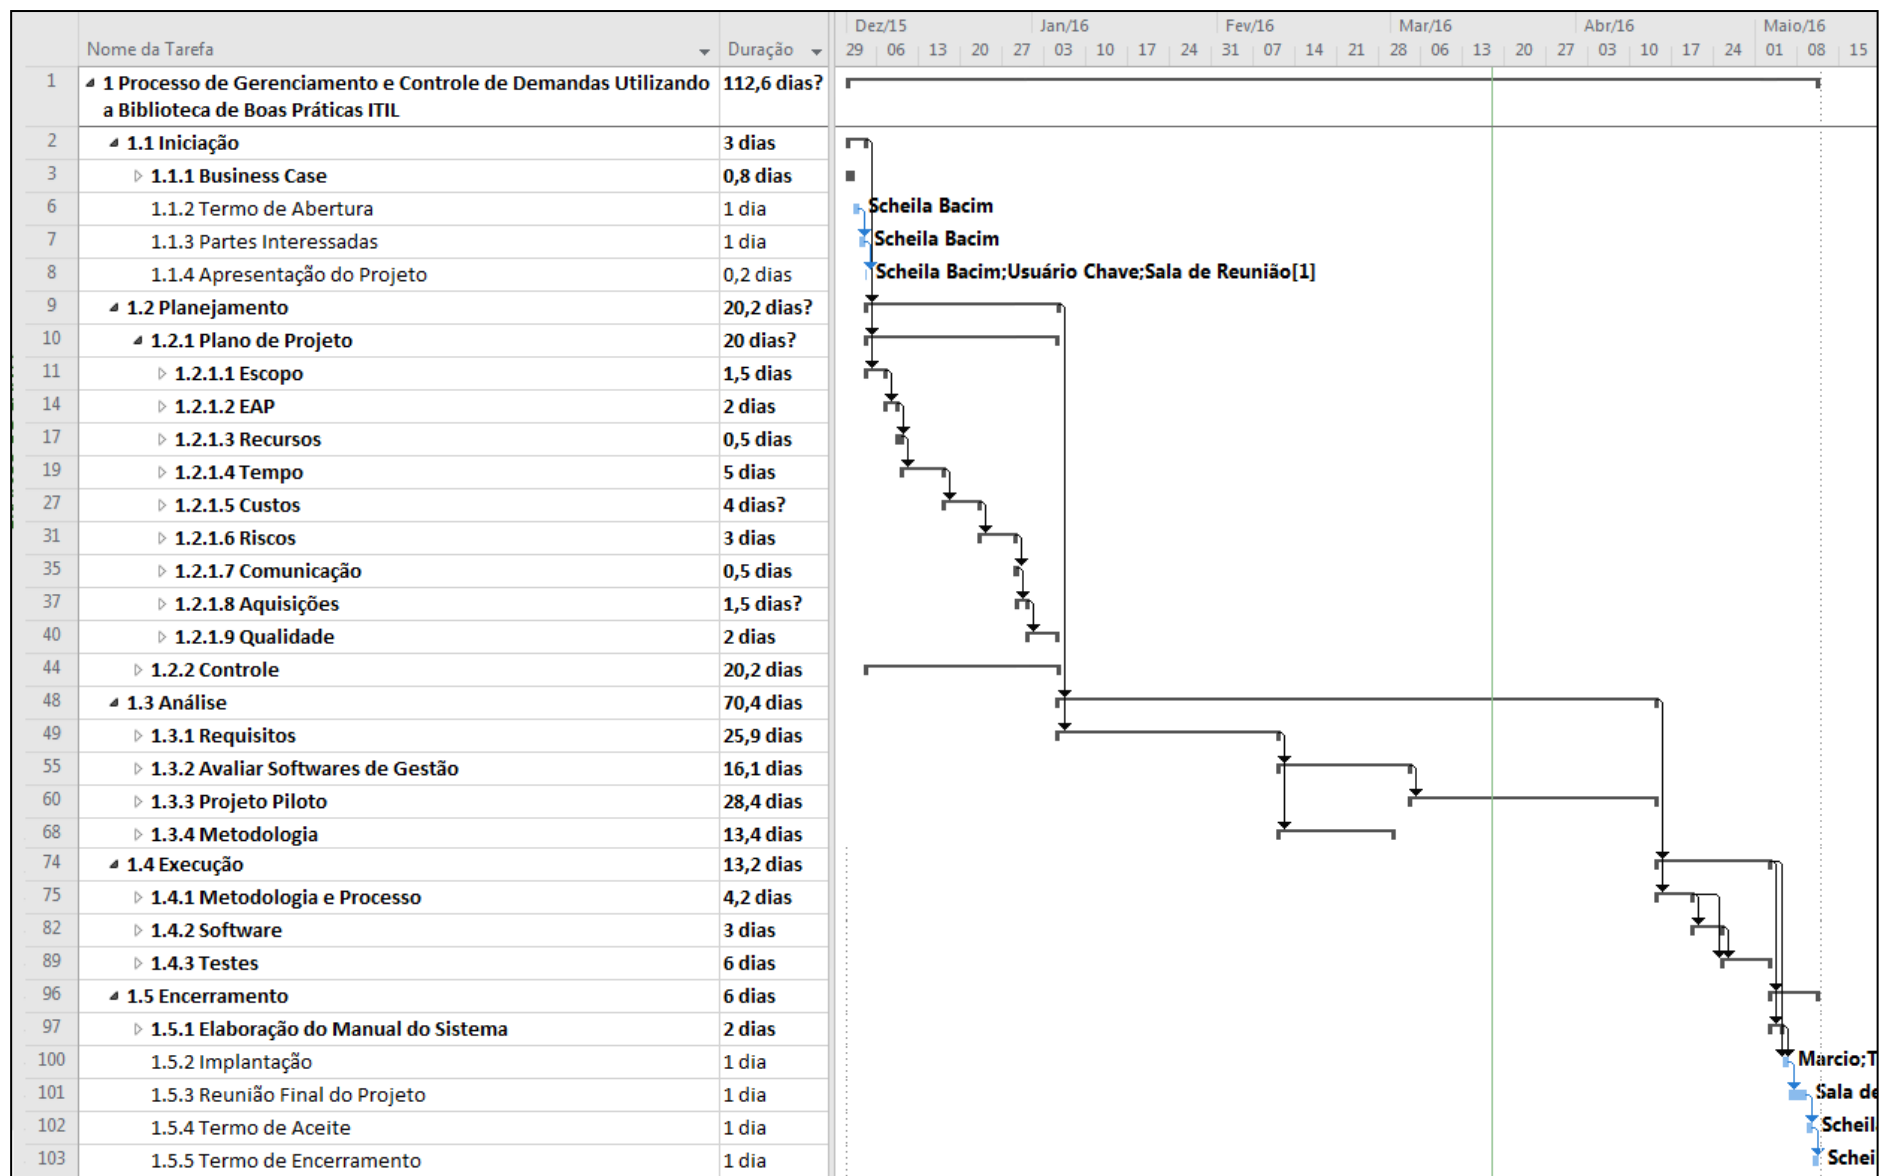 Dez/15 Jan/16 Fev/16 Mar/16 Abr/16 Maio/16
Nome da Tarefa Duração 29 06 13 20 27 03 10 17 24 31 07 14 21 28 06 13 20 27 03 10 17 24 01 08 15
1 1 Processo de Gerenciamento e Controle de Demandas Utilizando 112,6 dias?
a Biblioteca de Boas Práticas ITIL
2 1.1 Iniciação 3 dias
3 1.1.1 Business Case 0,8 dias
6 1.1.2 Termo de Abertura 1 dia Scheila Bacim
7 1.1.3 Partes Interessadas 1 dia Scheila Bacim
8 1.1.4 Apresentação do Projeto 0,2 dias Scheila Bacim;Usuário Chave;Sala de Reunião[1]
9 1.2 Planejamento 20,2 dias?
10 1.2.1 Plano de Projeto 20 dias?
11 1.2.1.1 Escopo 1,5 dias
14 1.2.1.2 EAP 2 dias
17 1.2.1.3 Recursos 0,5 dias
19 1.2.1.4 Tempo 5 dias
27 1.2.1.5 Custos 4 dias?
31 1.2.1.6 Riscos 3 dias
35 1.2.1.7 Comunicação 0,5 dias
37 1.2.1.8 Aquisições 1,5 dias?
40 1.2.1.9 Qualidade 2 dias
44 1.2.2 Controle 20,2 dias
48 1.3 Análise 70,4 dias
49 1.3.1 Requisitos 25,9 dias
55 1.3.2 Avaliar Softwares de Gestão 16,1 dias
60 1.3.3 Projeto Piloto 28,4 dias
68 1.3.4 Metodologia 13,4 dias
74 1.4 Execução 13,2 dias
75 1.4.1 Metodologia e Processo 4,2 dias
82 1.4.2 Software 3 dias
89 1.4.3 Testes 6 dias
96 1.5 Encerramento 6 dias
97 1.5.1 Elaboração do Manual do Sistema 2 dias
100 1.5.2 Implantação 1 dia Marcio;T
101 1.5.3 Reunião Final do Projeto 1 dia Sala de
102 1.5.4 Termo de Aceite 1 dia Scheil
103 1.5.5 Termo de Encerramento 1 dia Schei